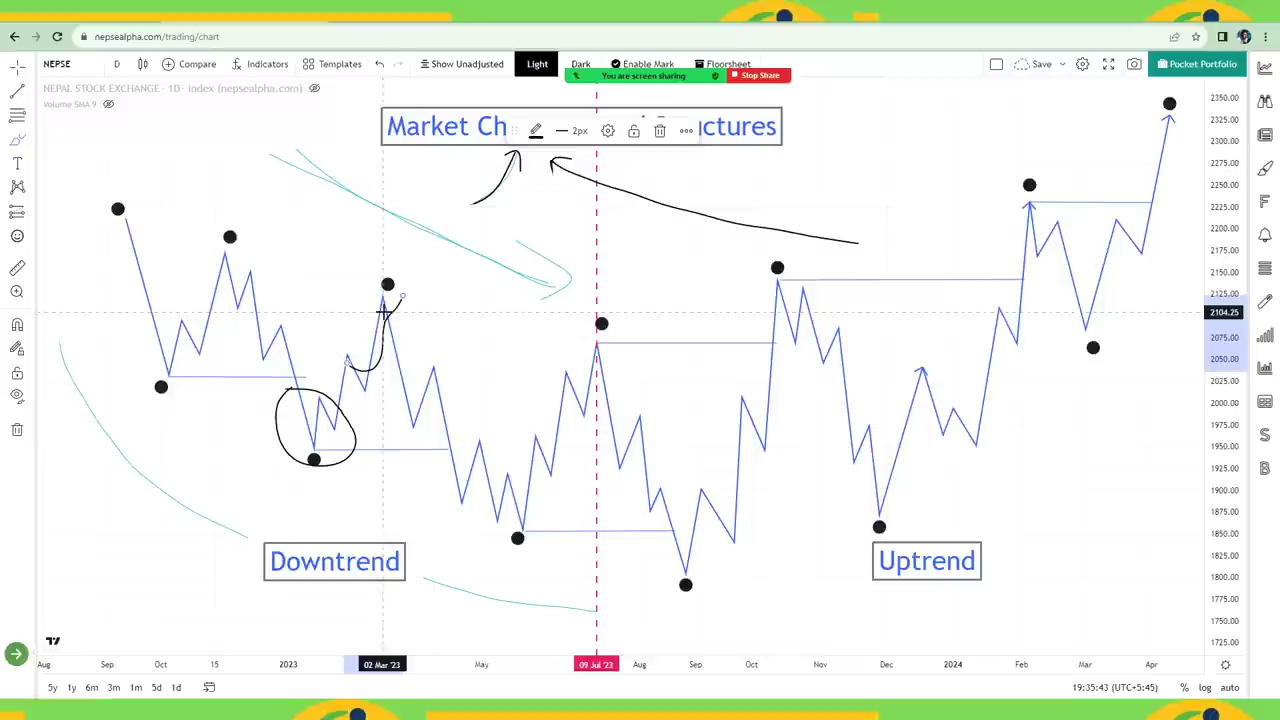 nepsealpha.com/trading/chart
NEPSE D Compare Indicators Templates Show Unadjusted Light Dark Enable Mark Floorsheet Save Pocket Portfolio
You are screen sharing Stop Share
NEPAL STOCK EXCHANGE · 1D · index (nepsealpha.com)
Volume SMA 9
Market Ch
2px
uctures
2350.00
2325.00
2300.00
2275.00
2250.00
2225.00
2200.00
2175.00
2150.00
2125.00
2104.25
2075.00
2050.00
2025.00
2000.00
1975.00
1950.00
1925.00
1900.00
1875.00
1850.00
1825.00
1800.00
1775.00
1750.00
1725.00
Downtrend
Uptrend
Aug Sep Oct 15 2023 02 Mar '23 May 09 Jul '23 Aug Sep Oct Nov Dec 2024 Feb Mar Apr
5y 1y 6m 3m 1m 5d 1d 19:35:43 (UTC+5:45) % log auto